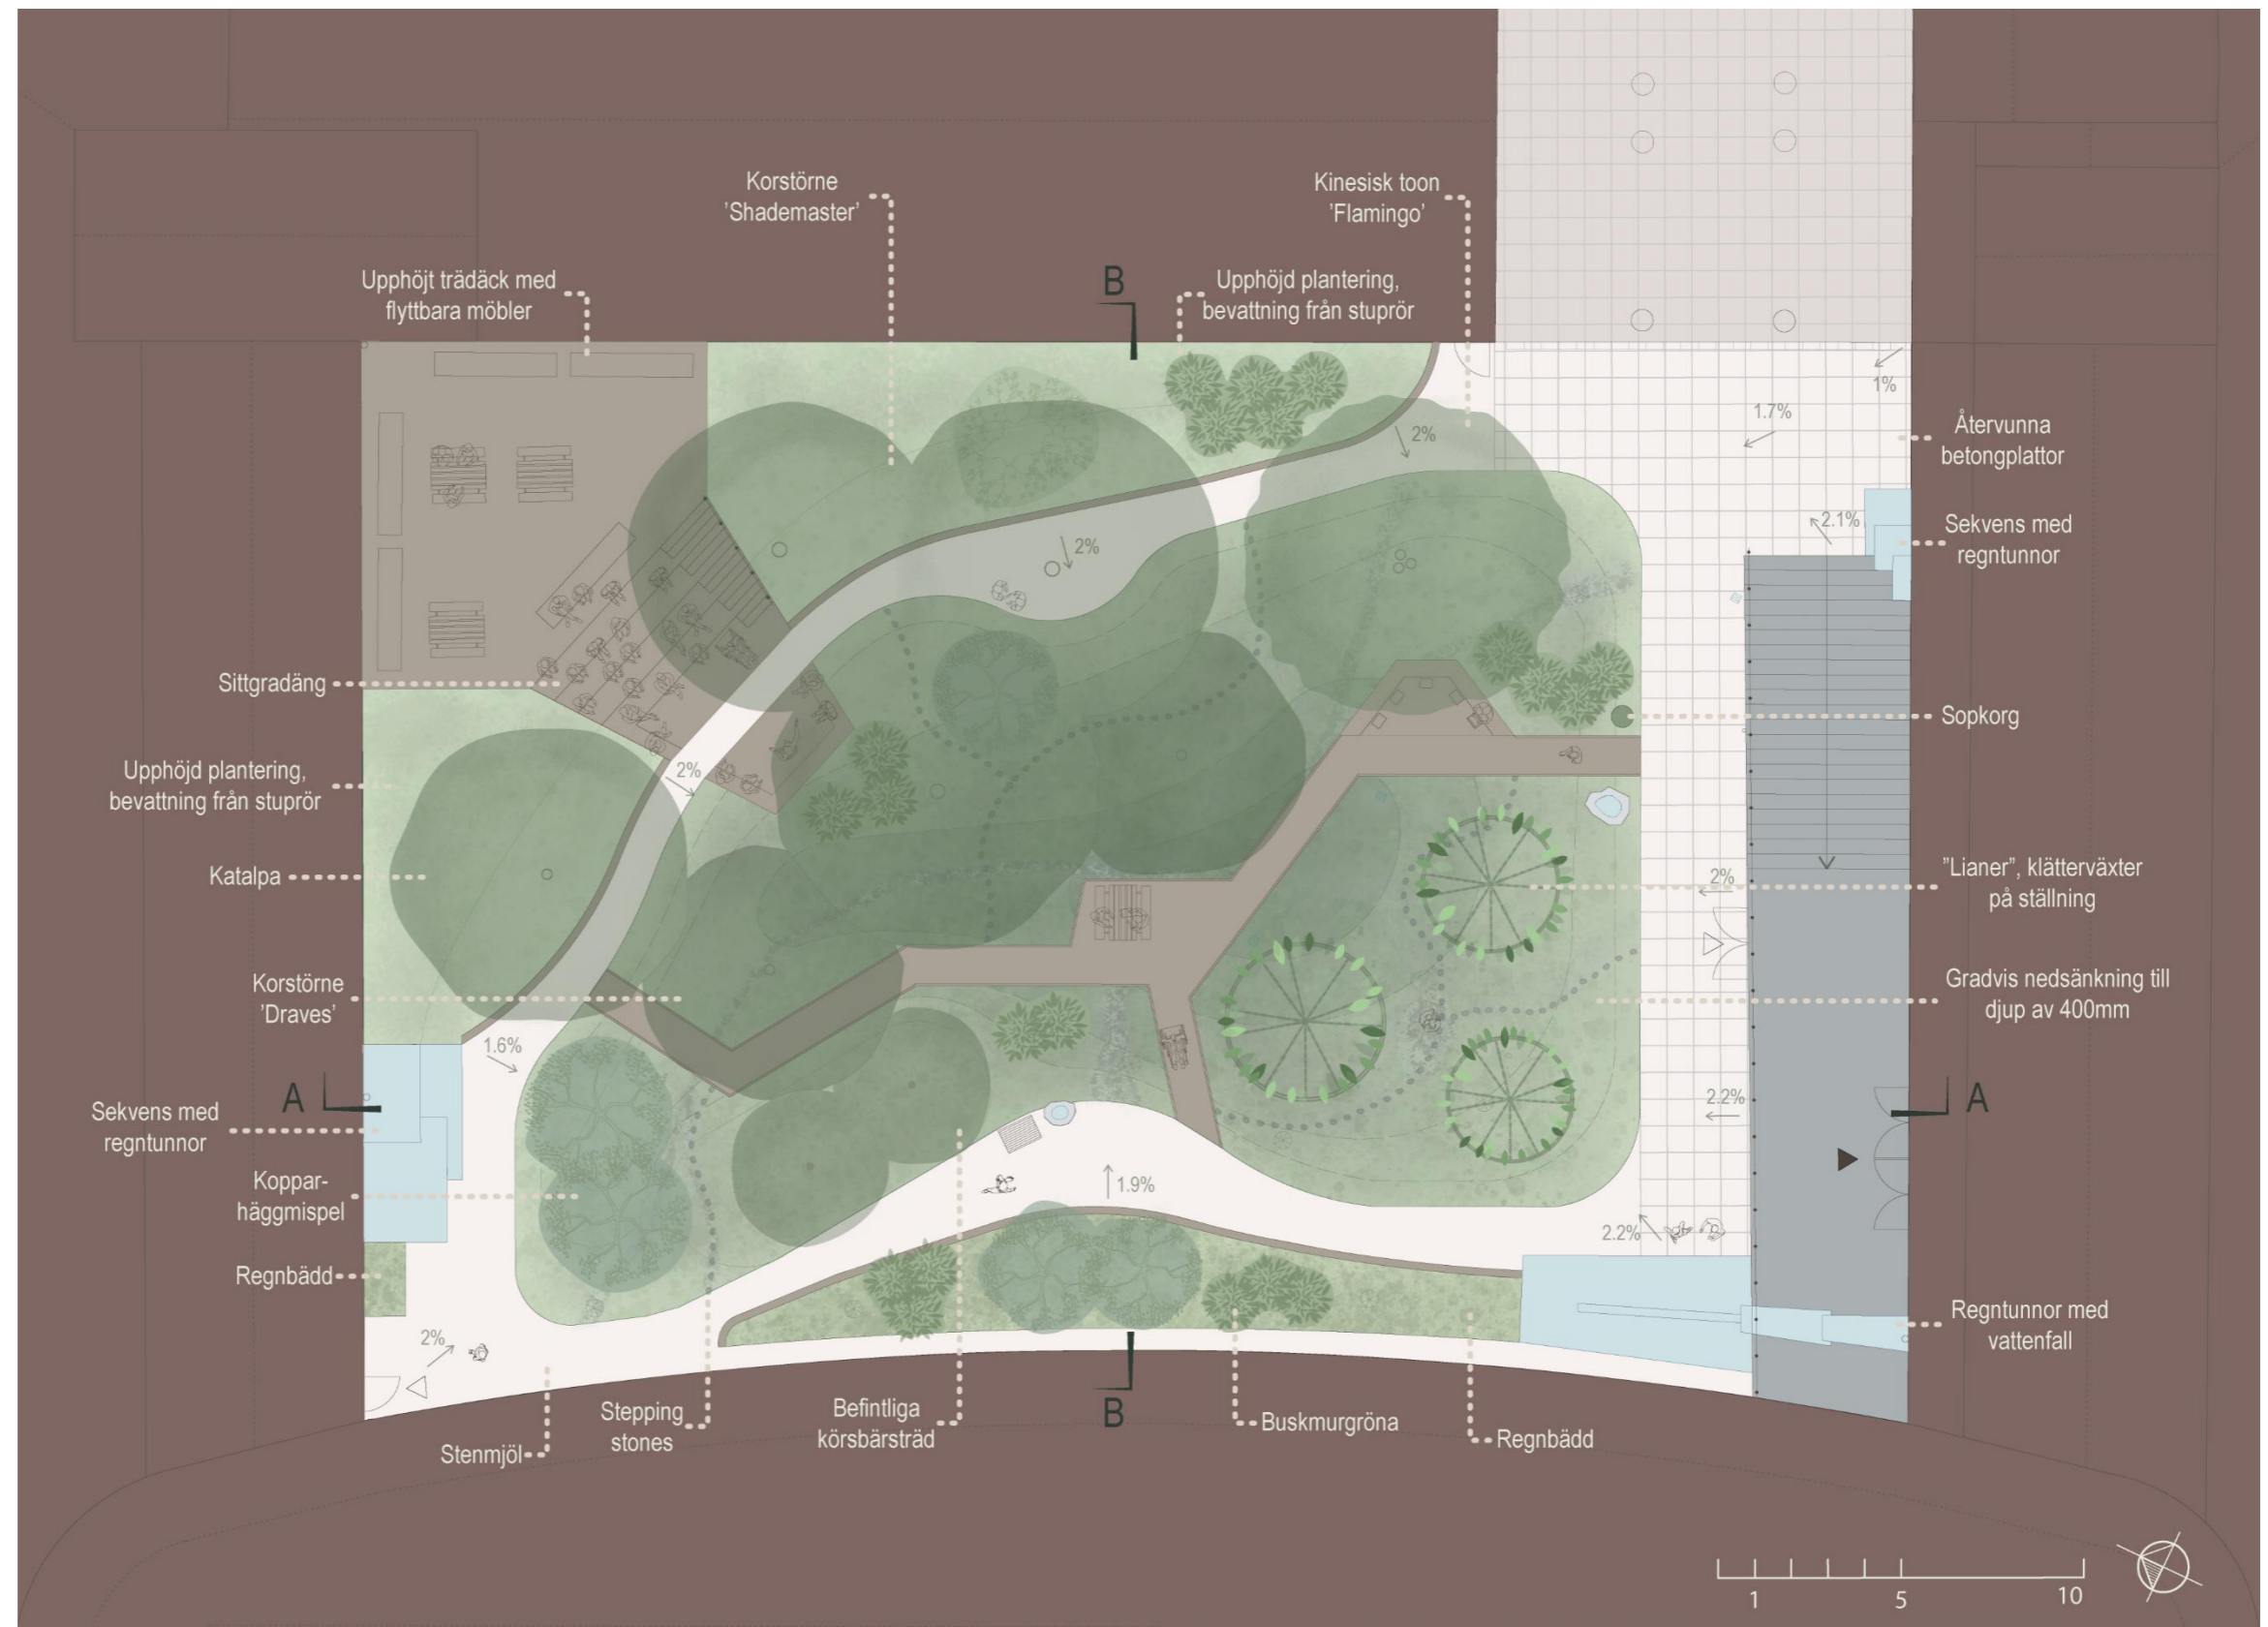 Korstörne
'Shademaster'
Kinesisk toon
'Flamingo'
Upphöjt trädäck med
flyttbara möbler
B
Upphöjd plantering,
bevattning från stuprör
1%
1.7%
2%
Återvunna
betongplattor
2.1%
Sekvens med
regntunnor
2%
Sittgradäng
Sopkorg
2%
Upphöjd plantering,
bevattning från stuprör
Katalpa
2%
"Lianer", klätterväxter
på ställning
Korstörne
'Draves'
Gradvis nedsänkning till
djup av 400mm
1.6%
A
2.2%
A
Sekvens med
regntunnor
Koppar-
häggmispel
1.9%
2.2%
Regnbädd
Regntunnor med
vattenfall
2%
Stepping
stones
Befintliga
körsbärsträd
B
Buskmurgröna
Regnbädd
Stenmjöl
1
5
10